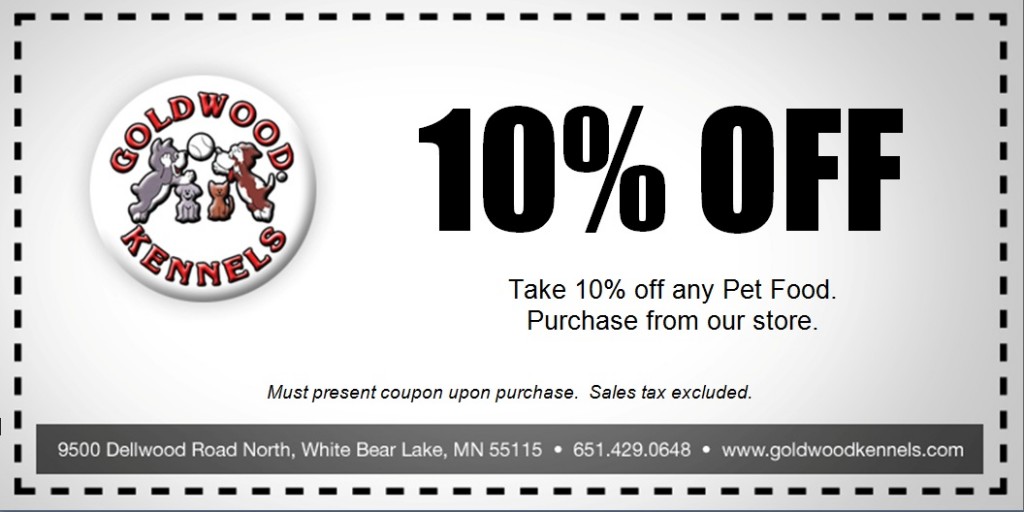 GOLDWOOD
KENNELS
10% OFF
Take 10% off any Pet Food.
Purchase from our store.
Must present coupon upon purchase.  Sales tax excluded.
9500 Dellwood Road North, White Bear Lake, MN 55115 • 651.429.0648 • www.goldwoodkennels.com